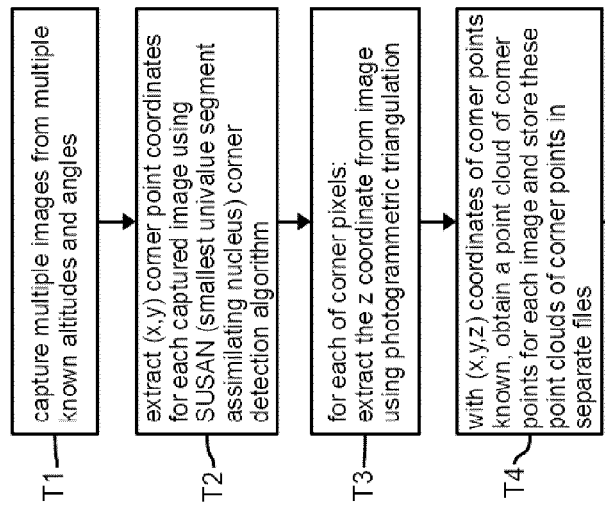 T1
capture multiple images from multiple
known altitudes and angles
T2
extract (x,y) corner point coordinates
for each captured image using
SUSAN (smallest univalue segment
assimilating nucleus) corner
detection algorithm
T3
for each of corner pixels:
extract the z coordinate from image
using photogrammetric triangulation
T4
with (x,y,z) coordinates of corner points
known, obtain a point cloud of corner
points for each image and store these
point clouds of corner points in
separate files